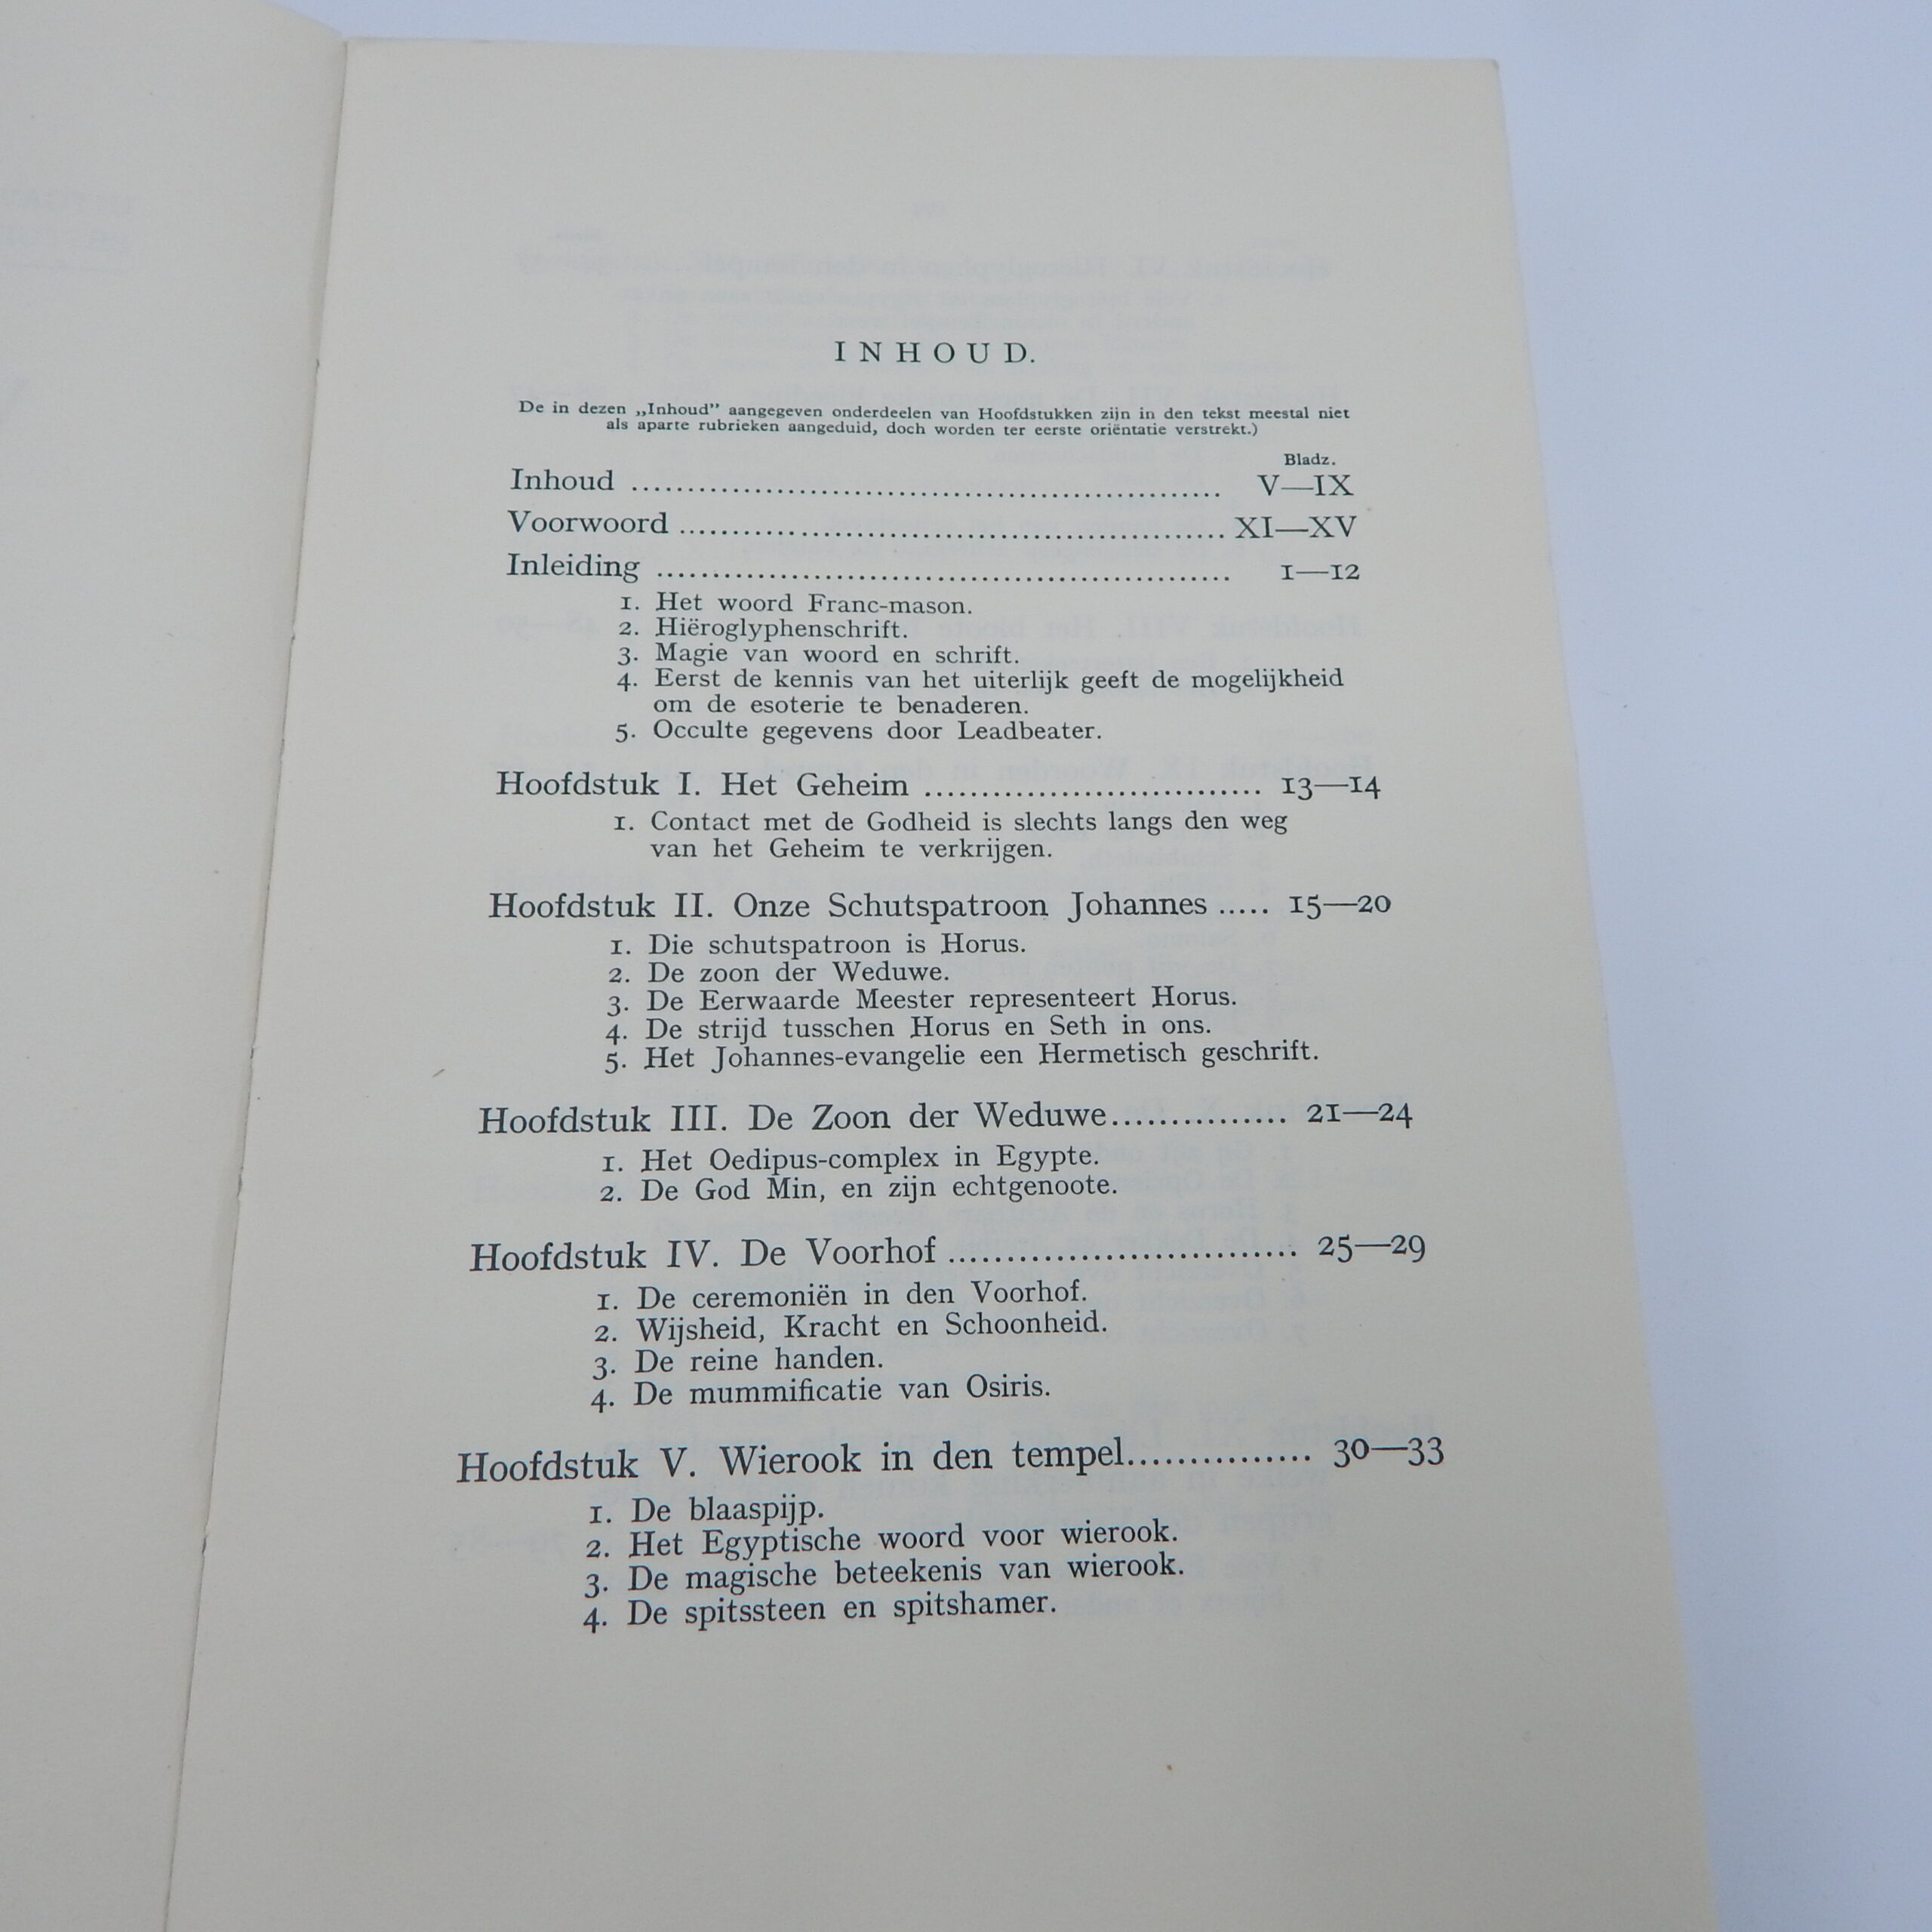 INHOUD.
De in dezen „Inhoud” aangegeven onderdeelen van Hoofdstukken zijn in den tekst meestal niet
als aparte rubrieken aangeduid, doch worden ter eerste oriëntatie verstrekt.)
Bladz.
Inhoud ........................................................ V—IX
Voorwoord .................................................... XI—XV
Inleiding ...................................................... 1—12
1. Het woord Franc-mason.
2. Hiëroglyphenschrift.
3. Magie van woord en schrift.
4. Eerst de kennis van het uiterlijk geeft de mogelijkheid
om de esoterie te benaderen.
5. Occulte gegevens door Leadbeater.
Hoofdstuk I. Het Geheim .............................. 13—14
1. Contact met de Godheid is slechts langs den weg
van het Geheim te verkrijgen.
Hoofdstuk II. Onze Schutspatroon Johannes ..... 15—20
1. Die schutspatroon is Horus.
2. De zoon der Weduwe.
3. De Eerwaarde Meester representeert Horus.
4. De strijd tusschen Horus en Seth in ons.
5. Het Johannes-evangelie een Hermetisch geschrift.
Hoofdstuk III. De Zoon der Weduwe................ 21—24
1. Het Oedipus-complex in Egypte.
2. De God Min, en zijn echtgenoote.
Hoofdstuk IV. De Voorhof ............................. 25—29
1. De ceremoniën in den Voorhof.
2. Wijsheid, Kracht en Schoonheid.
3. De reine handen.
4. De mummificatie van Osiris.
Hoofdstuk V. Wierook in den tempel............... 30—33
1. De blaaspijp.
2. Het Egyptische woord voor wierook.
3. De magische beteekenis van wierook.
4. De spitssteen en spitshamer.